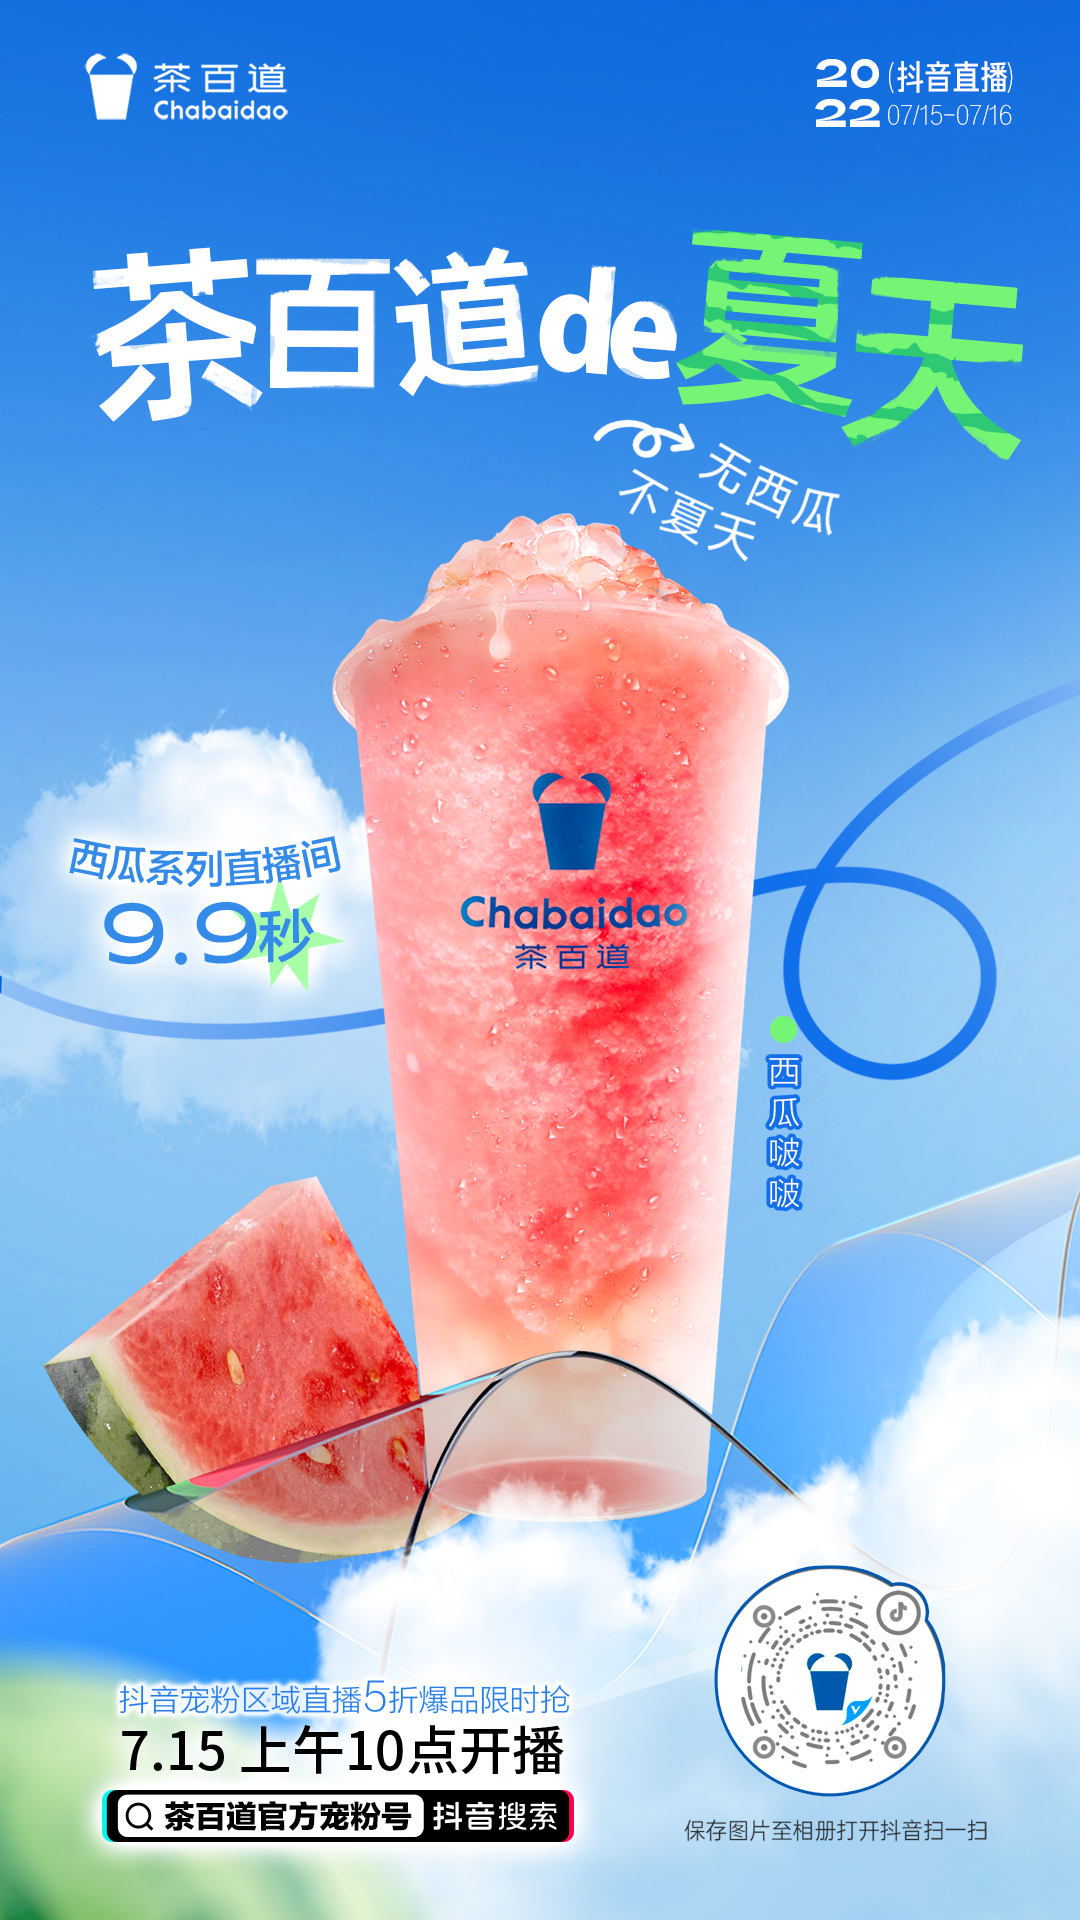 茶百道
Chabaidao
2022
(抖音直播)
07/15-07/16
茶百道de夏天
无西瓜
不夏天
Chabaidao
茶百道
西瓜系列直播间
9.9秒
西瓜啵啵
抖音宠粉区域直播5折爆品限时抢
7.15 上午10点开播
茶百道官方宠粉号 抖音搜索
保存图片至相册打开抖音扫一扫